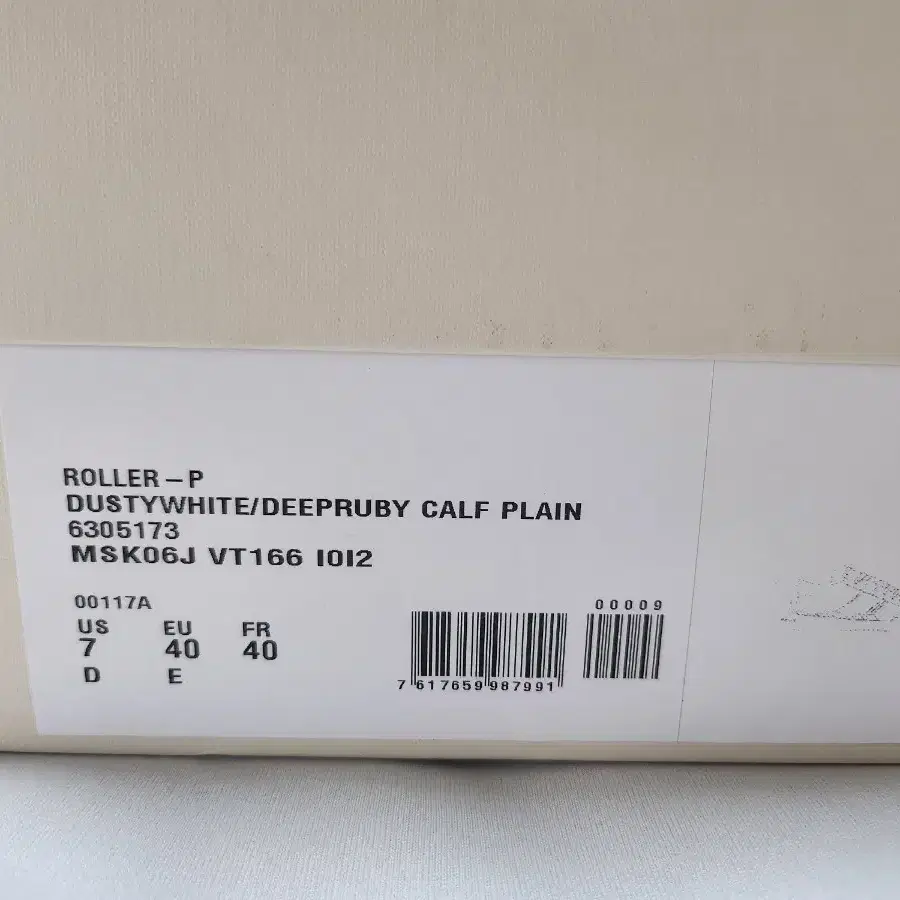 ROLLER-P
DUSTYWHITE/DEEPRUBY CALF PLAIN
6305173
MSK06J VT166 I0I2
00117A
US EU FR
7 40 40
D E
00009
7 617659 987991